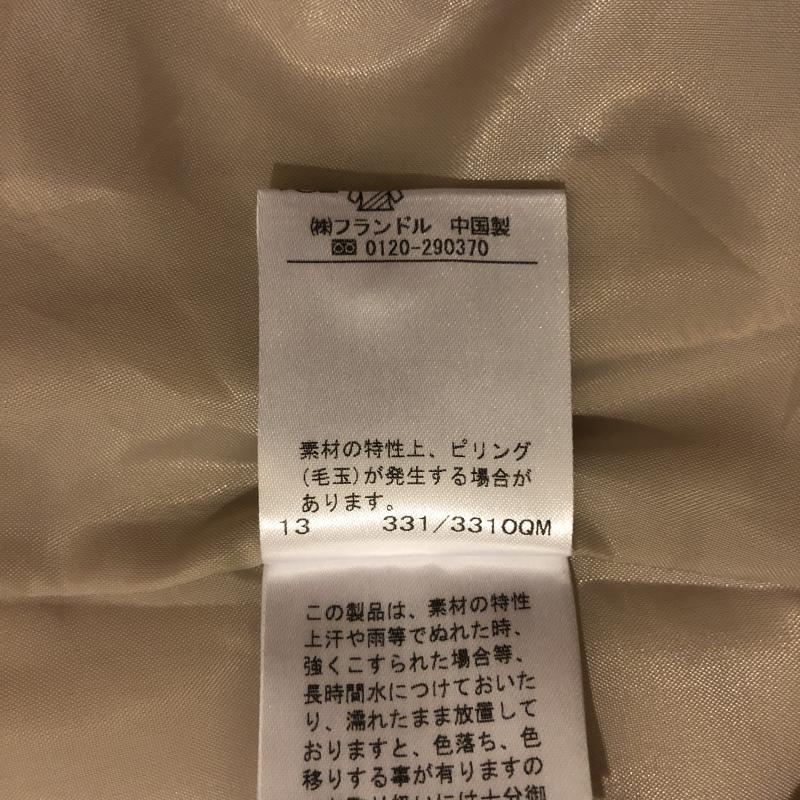 ㈱フランドル 中国製
0120-290370
素材の特性上、ピリング
(毛玉)が発生する場合が
あります。
13 331/3310QM
この製品は、素材の特性
上汗や雨等でぬれた時、
強くこすられた場合等、
長時間水につけておいた
り、濡れたまま放置して
おりますと、色落ち、色
移りする事が有りますの